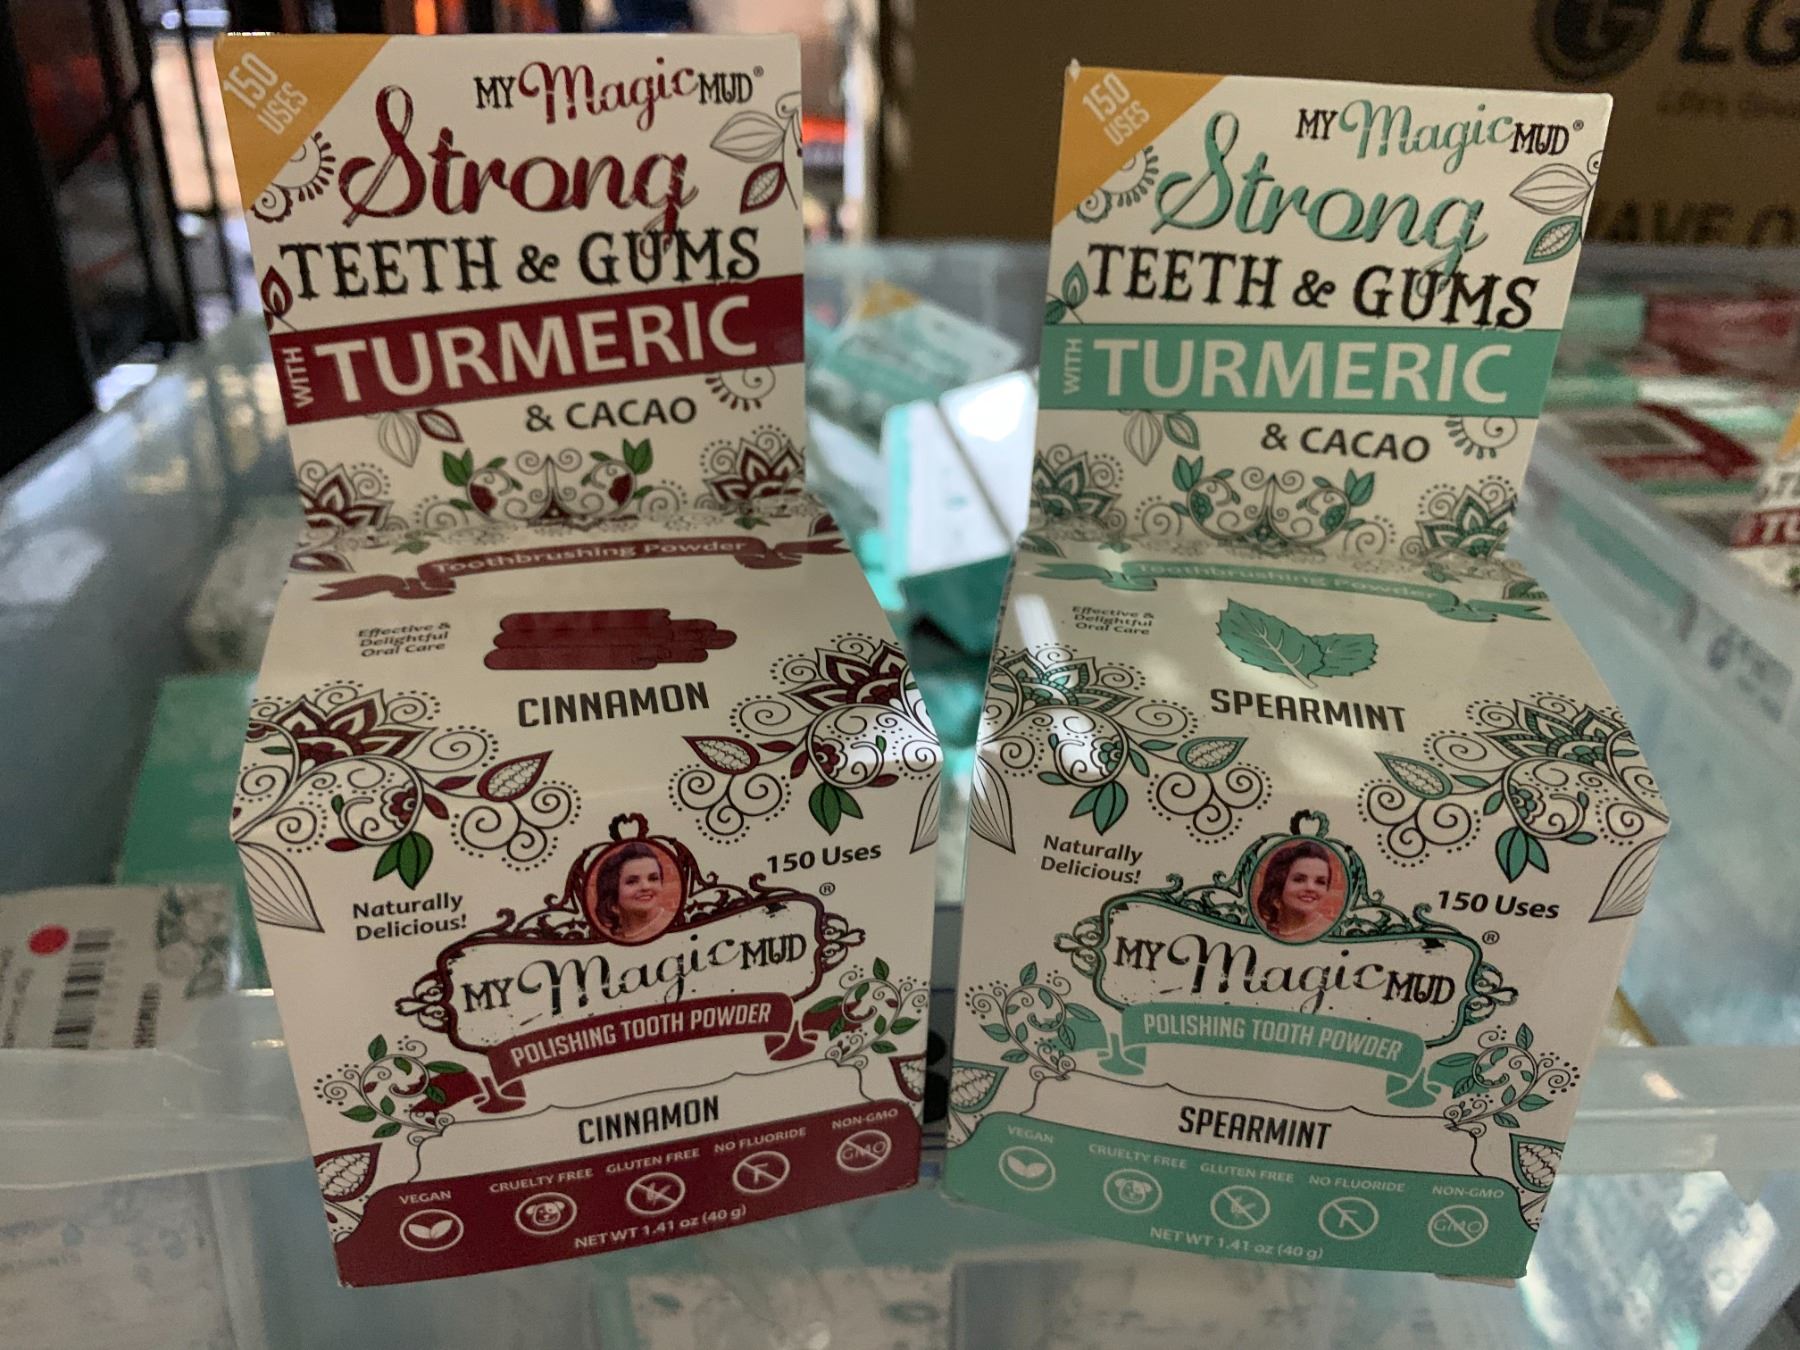 150
USES
MY Magic MUD®
Strong
TEETH & GUMS
WITH TURMERIC
& CACAO
Toothbrushing Powder
Effective &
Delightful
Oral Care
CINNAMON
Naturally
Delicious!
150 Uses
®
MY Magic MUD
POLISHING TOOTH POWDER
CINNAMON
VEGAN
CRUELTY FREE
GLUTEN FREE
NO FLUORIDE
NON-GMO
F
GMO
NET WT 1.41 oz (40 g)
150
USES
MY Magic MUD®
Strong
TEETH & GUMS
WITH TURMERIC
& CACAO
Toothbrushing Powder
Effective &
Delightful
Oral Care
SPEARMINT
Naturally
Delicious!
150 Uses
®
MY Magic MUD
POLISHING TOOTH POWDER
SPEARMINT
VEGAN
CRUELTY FREE
GLUTEN FREE
NO FLUORIDE
NON-GMO
F
GMO
NET WT 1.41 oz (40 g)
LG